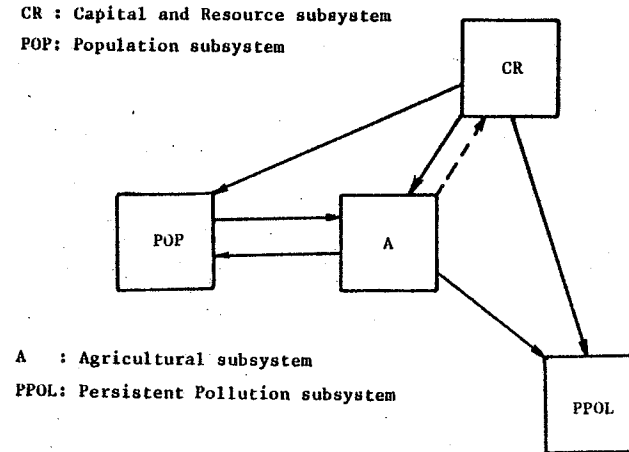 CR : Capital and Resource subsystem
POP: Population subsystem
CR
POP
A
A : Agricultural subsystem
PPOL: Persistent Pollution subsystem
PPOL